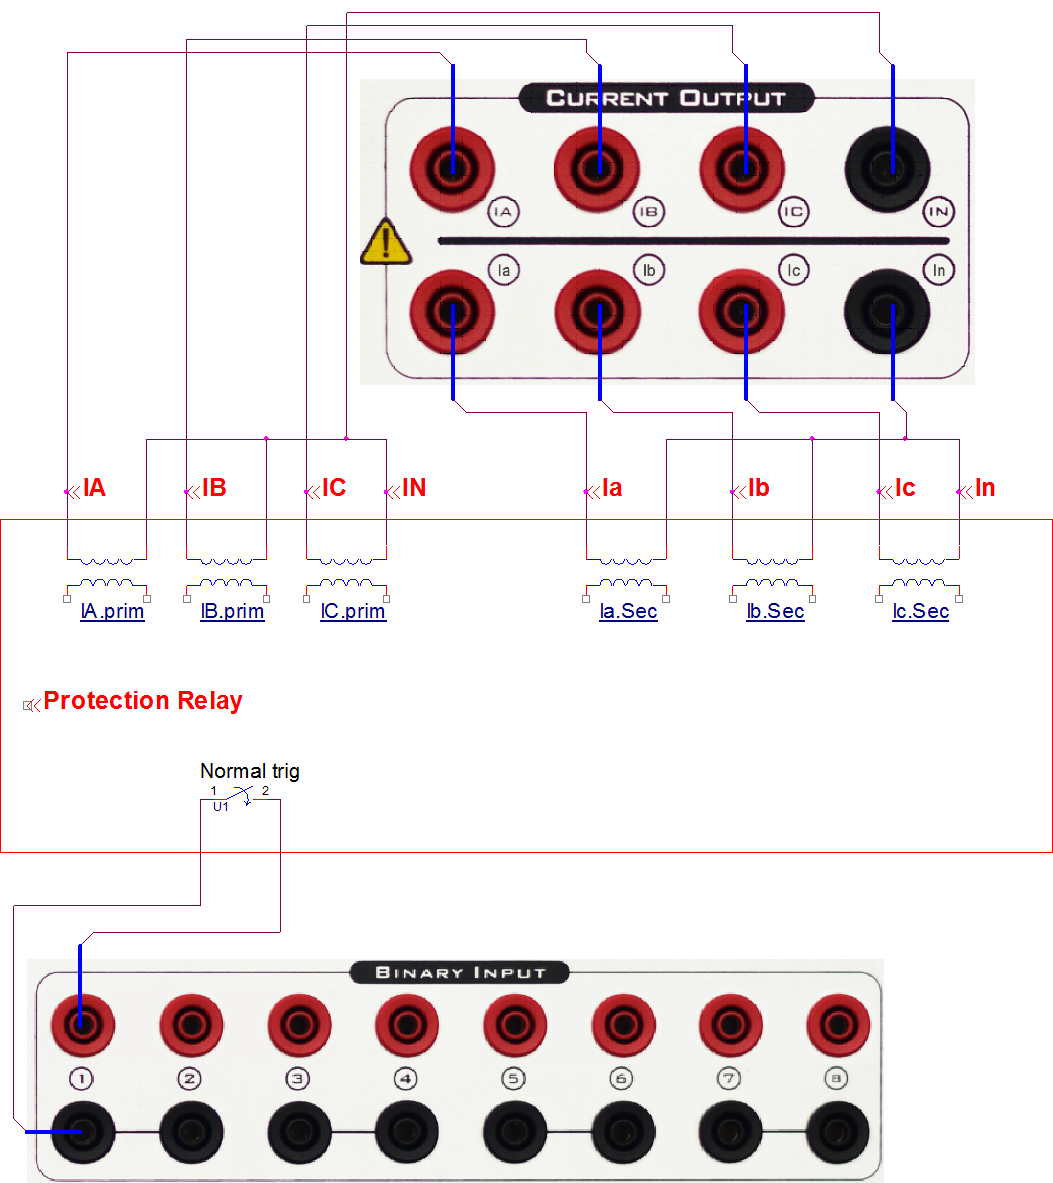 CURRENT OUTPUT
IA IB IC IN
Ia Ib Ic In
IA IB IC IN Ia Ib Ic In
IA.prim IB.prim IC.prim Ia.Sec Ib.Sec Ic.Sec
Protection Relay
Normal trig
1 2
U1
BINARY INPUT
1 2 3 4 5 6 7 8